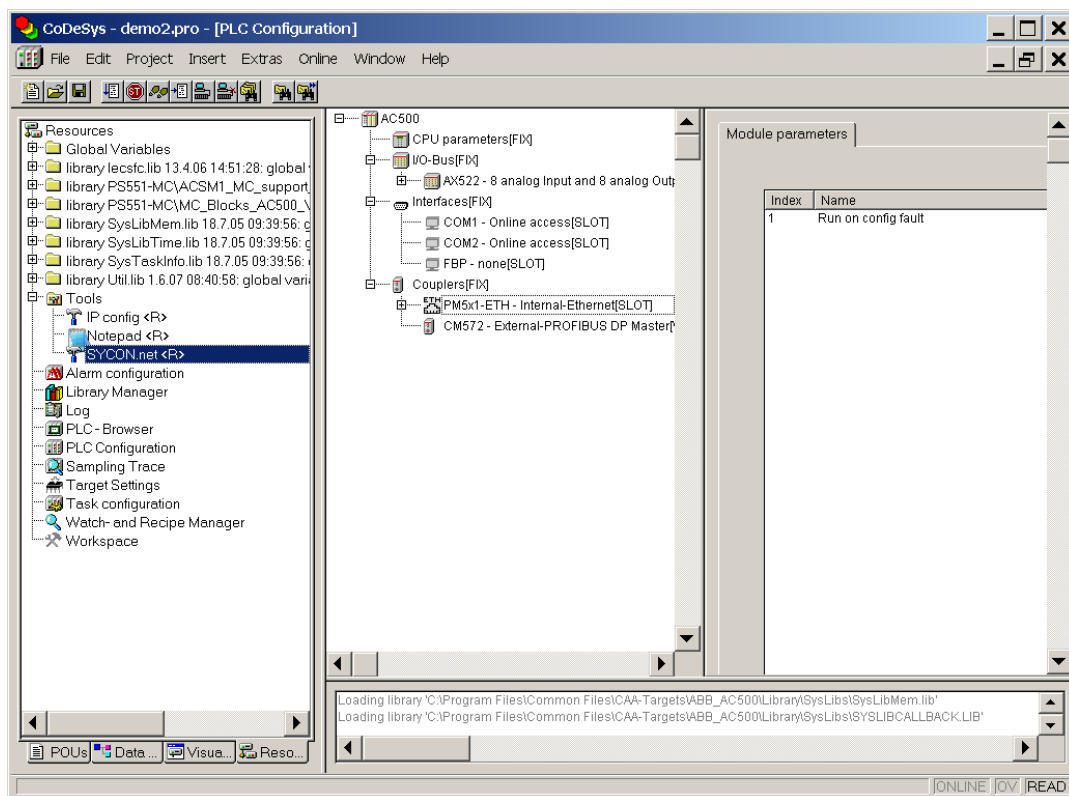 CoDeSys - demo2.pro - [PLC Configuration]
File Edit Project Insert Extras Online Window Help
Resources
Global Variables
library Iecsfc.lib 13.4.06 14:51:28: global
library PS551-MC\ACSM1_MC_support_
library PS551-MC\MC_Blocks_AC500_\
library SysLibMem.lib 18.7.05 09:39:56: g
library SysLibTime.lib 18.7.05 09:39:56:
library SysTaskInfo.lib 18.7.05 09:39:56:
library Util.lib 1.6.07 08:40:58: global vari
Tools
IP config <R>
Notepad <R>
SYCON.net <R>
Alarm configuration
Library Manager
Log
PLC - Browser
PLC Configuration
Sampling Trace
Target Settings
Task configuration
Watch- and Recipe Manager
Workspace
POUs Data ... Visua... Reso...
AC500
CPU parameters[FIX]
I/O-Bus[FIX]
AX522 - 8 analog Input and 8 analog Outp
Interfaces[FIX]
COM1 - Online access[SLOT]
COM2 - Online access[SLOT]
FBP - none[SLOT]
Couplers[FIX]
PM5x1-ETH - Internal-Ethernet[SLOT]
CM572 - External-PROFIBUS DP Master[
Module parameters
Index Name
1 Run on config fault
Loading library 'C:\Program Files\Common Files\CAA-Targets\ABB_AC500\Library\SysLibs\SysLibMem.lib'
Loading library 'C:\Program Files\Common Files\CAA-Targets\ABB_AC500\Library\SysLibs\SYSLIBCALLBACK.LIB'
ONLINE OV READ